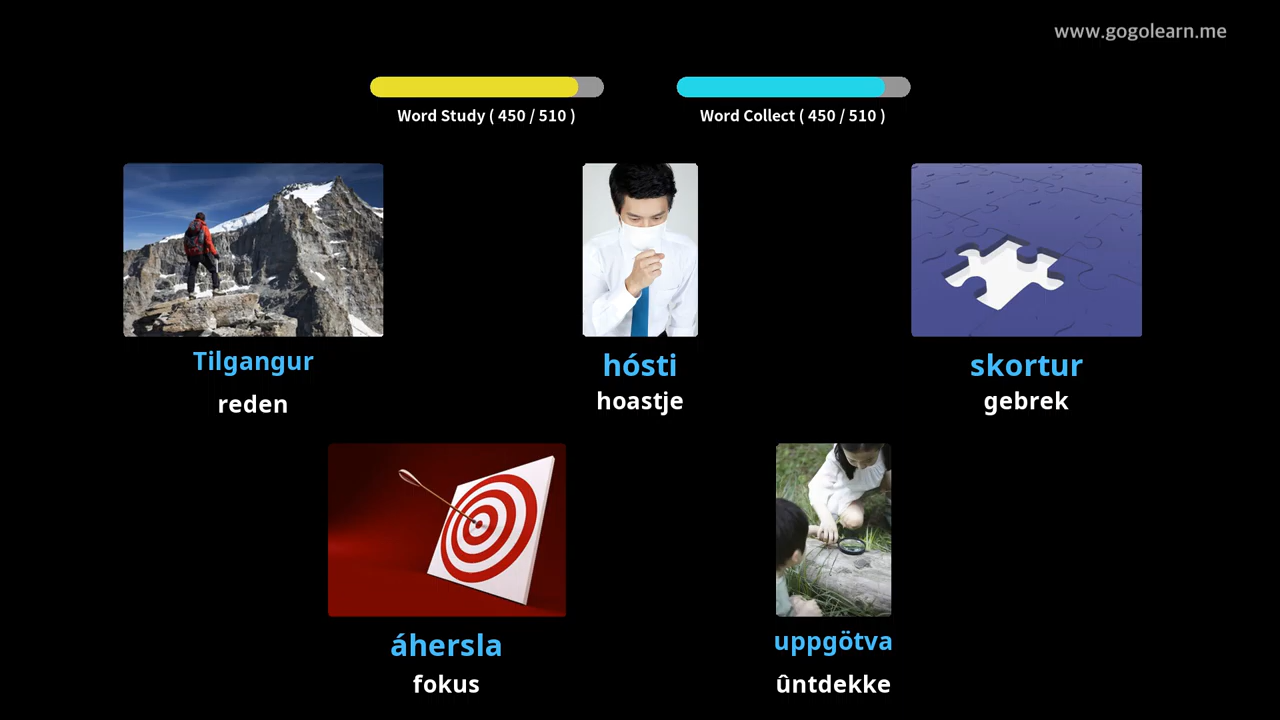 www.gogolearn.me
Word Study ( 450 / 510 )
Word Collect ( 450 / 510 )
Tilgangur
reden
hósti
hoastje
skortur
gebrek
áhersla
fokus
uppgötva
ûntdekke